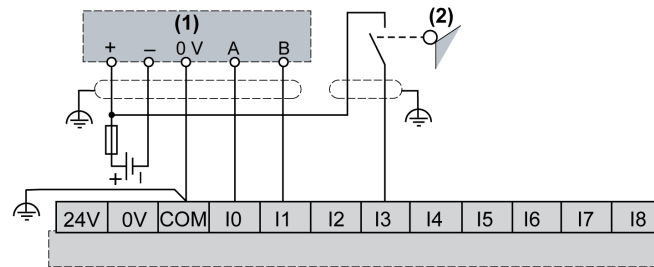 (1) (2)
+ – 0 V A B
+ –
24V 0V COM I0 I1 I2 I3 I4 I5 I6 I7 I8